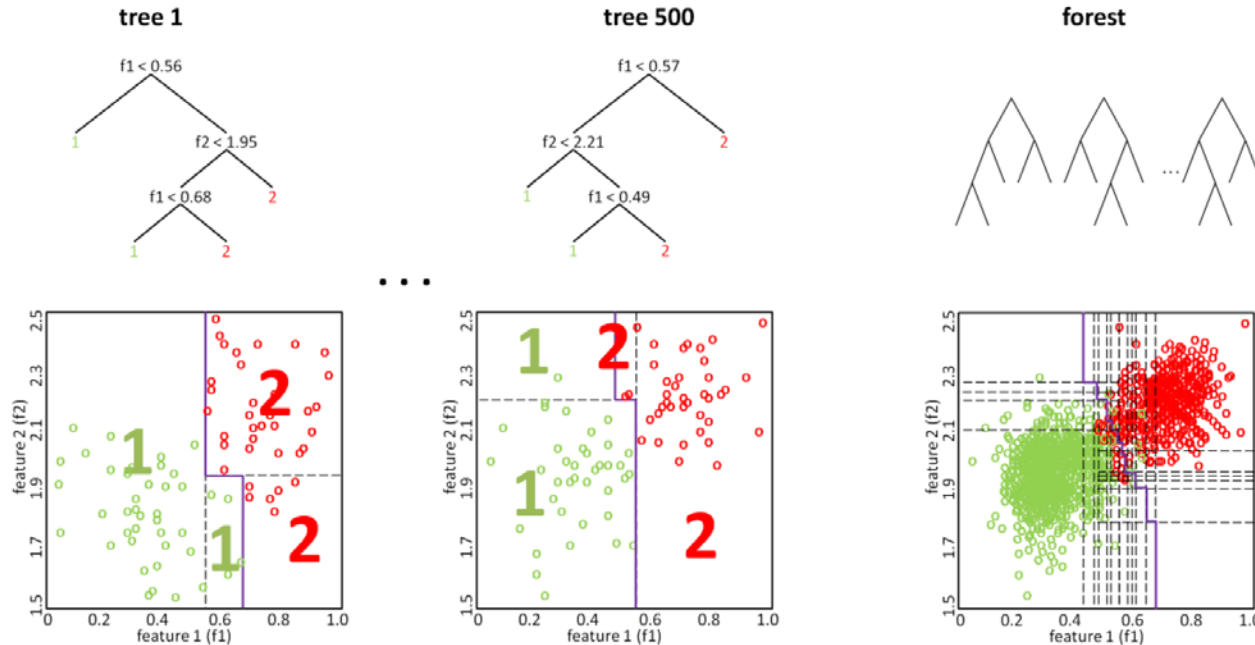 tree 1
tree 500
forest
f1 < 0.56
1
f2 < 1.95
f1 < 0.68
2
1
2
f1 < 0.57
f2 < 2.21
2
1
f1 < 0.49
1
2
...
...
2.5
2.3
2.1
1.9
1.7
1.5
feature 2 (f2)
1
2
1
2
0.2 0.4 0.6 0.8 1.0
feature 1 (f1)
2.5
2.3
2.1
1.9
1.7
1.5
feature 2 (f2)
1
2
1
2
0.2 0.4 0.6 0.8 1.0
feature 1 (f1)
2.5
2.3
2.1
1.9
1.7
1.5
feature 2 (f2)
0.2 0.4 0.6 0.8 1.0
feature 1 (f1)